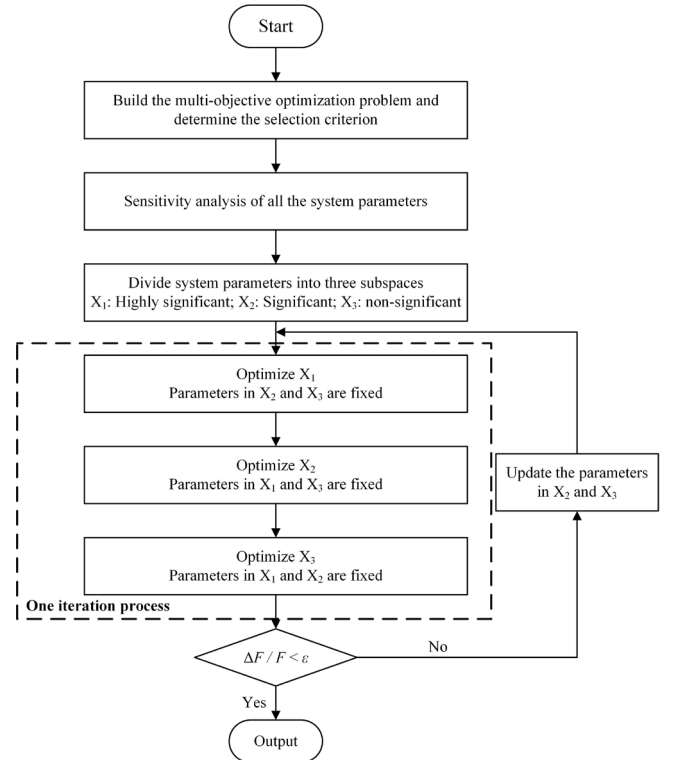 Start
Build the multi-objective optimization problem and
determine the selection criterion
Sensitivity analysis of all the system parameters
Divide system parameters into three subspaces
X₁: Highly significant; X₂: Significant; X₃: non-significant
Optimize X₁
Parameters in X₂ and X₃ are fixed
Optimize X₂
Parameters in X₁ and X₃ are fixed
Update the parameters
in X₂ and X₃
Optimize X₃
Parameters in X₁ and X₂ are fixed
One iteration process
ΔF / F < ε
No
Yes
Output